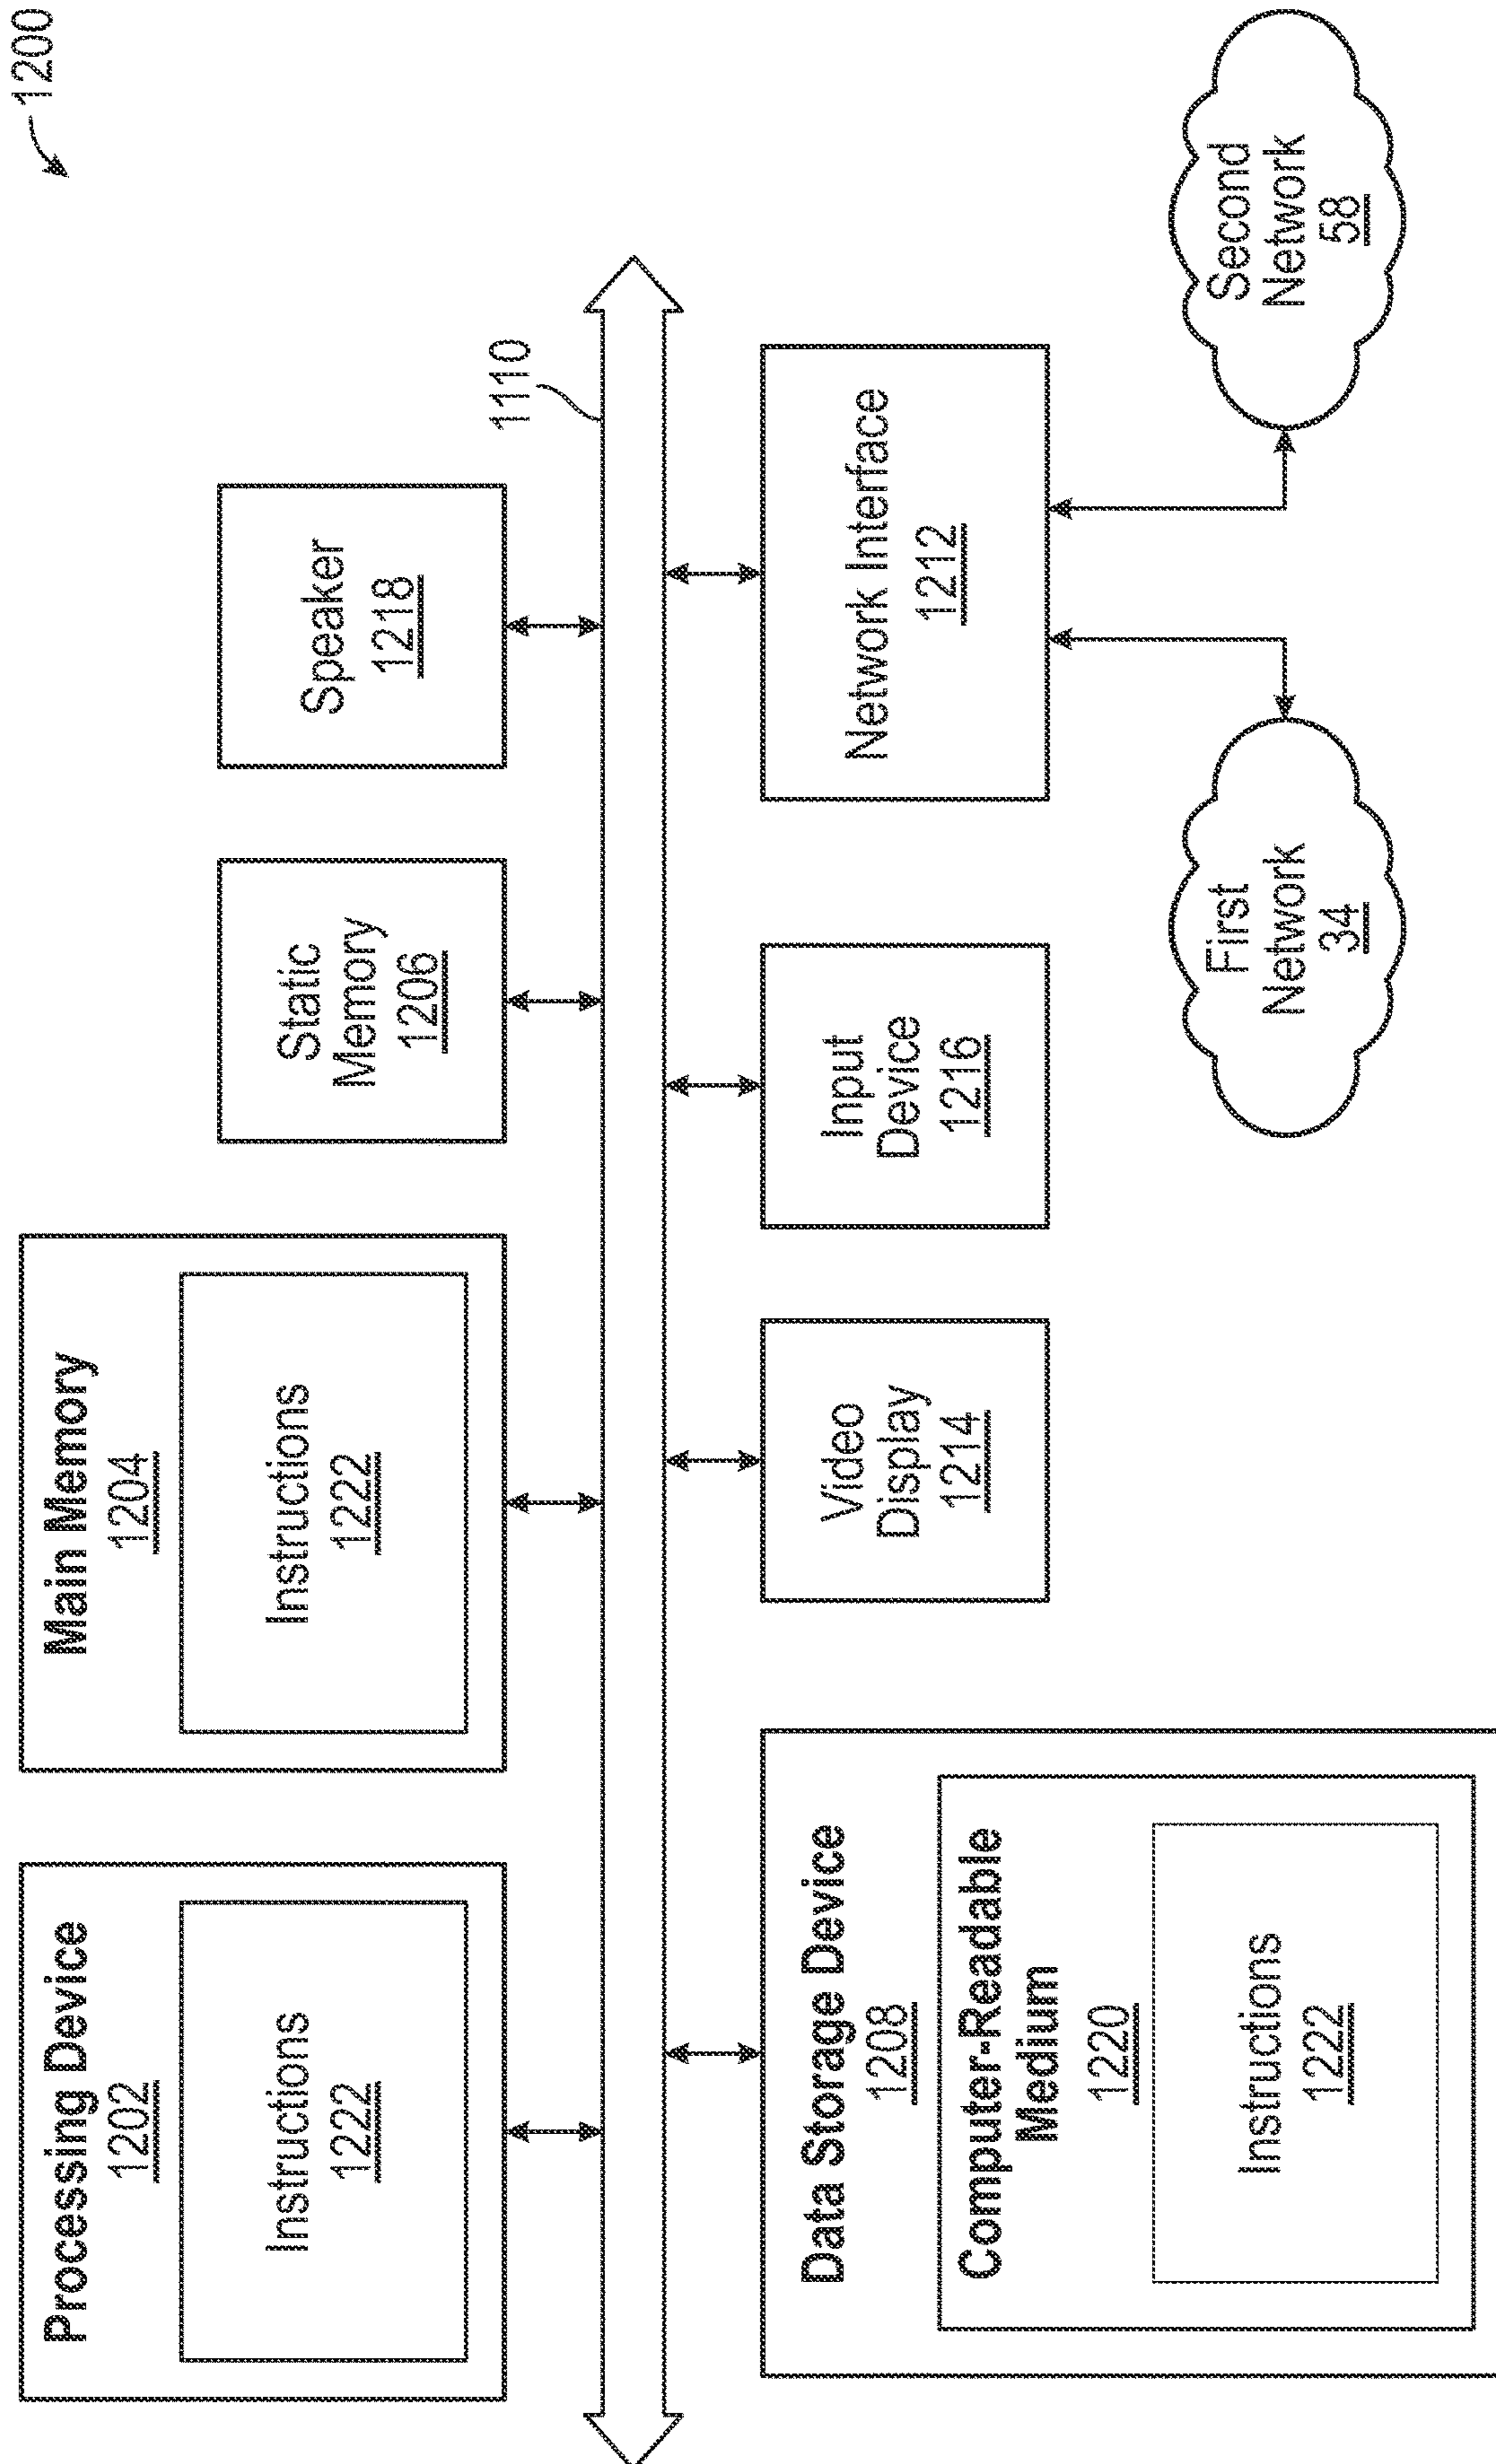 1200
Processing Device
1202
Instructions
1222
Main Memory
1204
Instructions
1222
Static
Memory
1206
Speaker
1218
1110
Data Storage Device
1208
Computer-Readable
Medium
1220
Instructions
1222
Video
Display
1214
Input
Device
1216
Network Interface
1212
First
Network
34
Second
Network
58